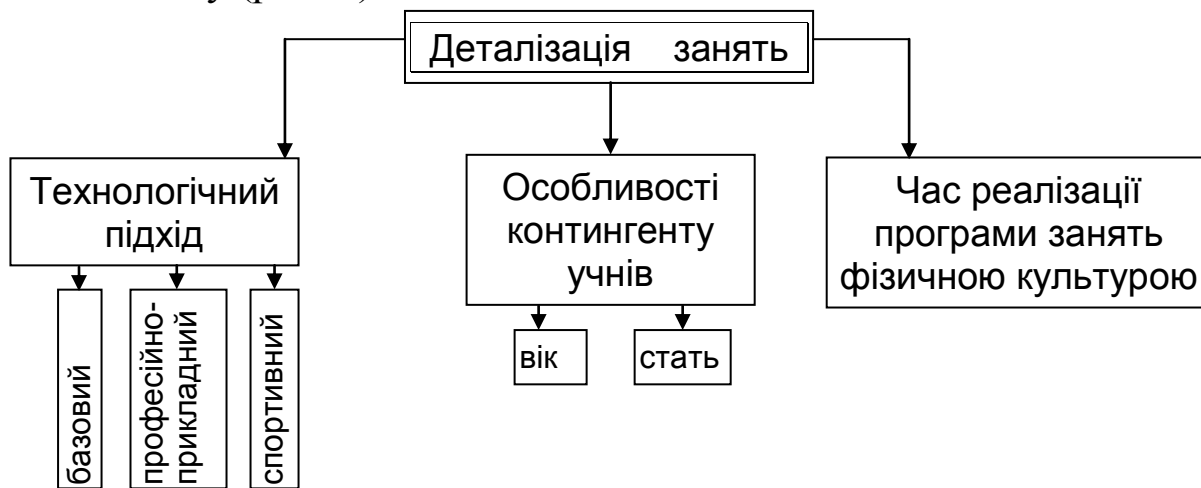 Деталізація занять
Технологічний
підхід
Особливості
контингенту
учнів
Час реалізації
програми занять
фізичною культурою
базовий
професійно-
прикладний
спортивний
вік
стать